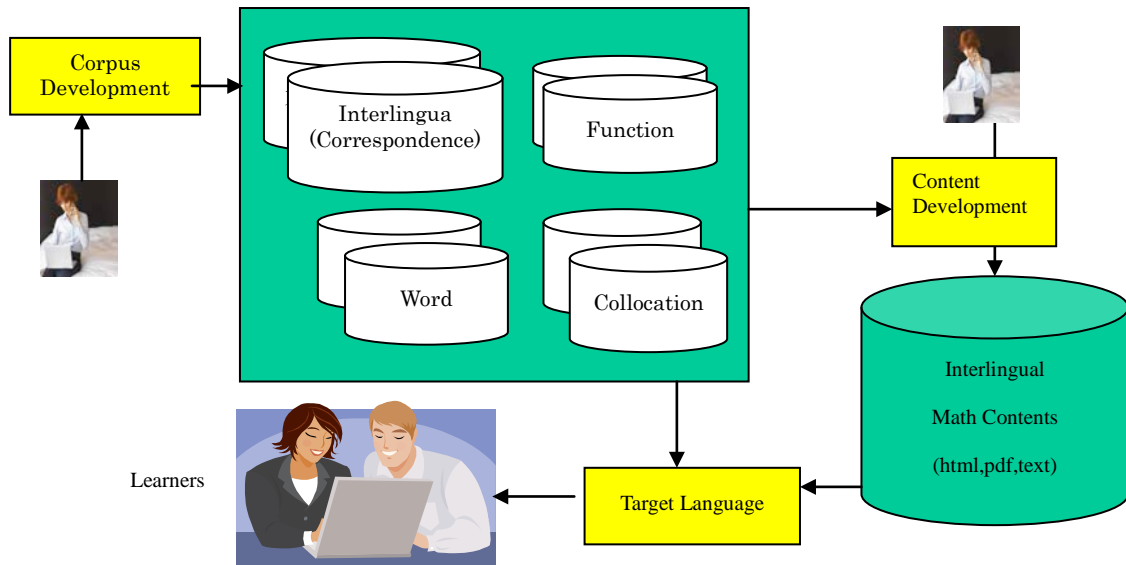 Corpus
Development
Interlingua
(Correspondence)
Function
Word
Collocation
Content
Development
Interlingual
Math Contents
(html,pdf,text)
Learners
Target Language